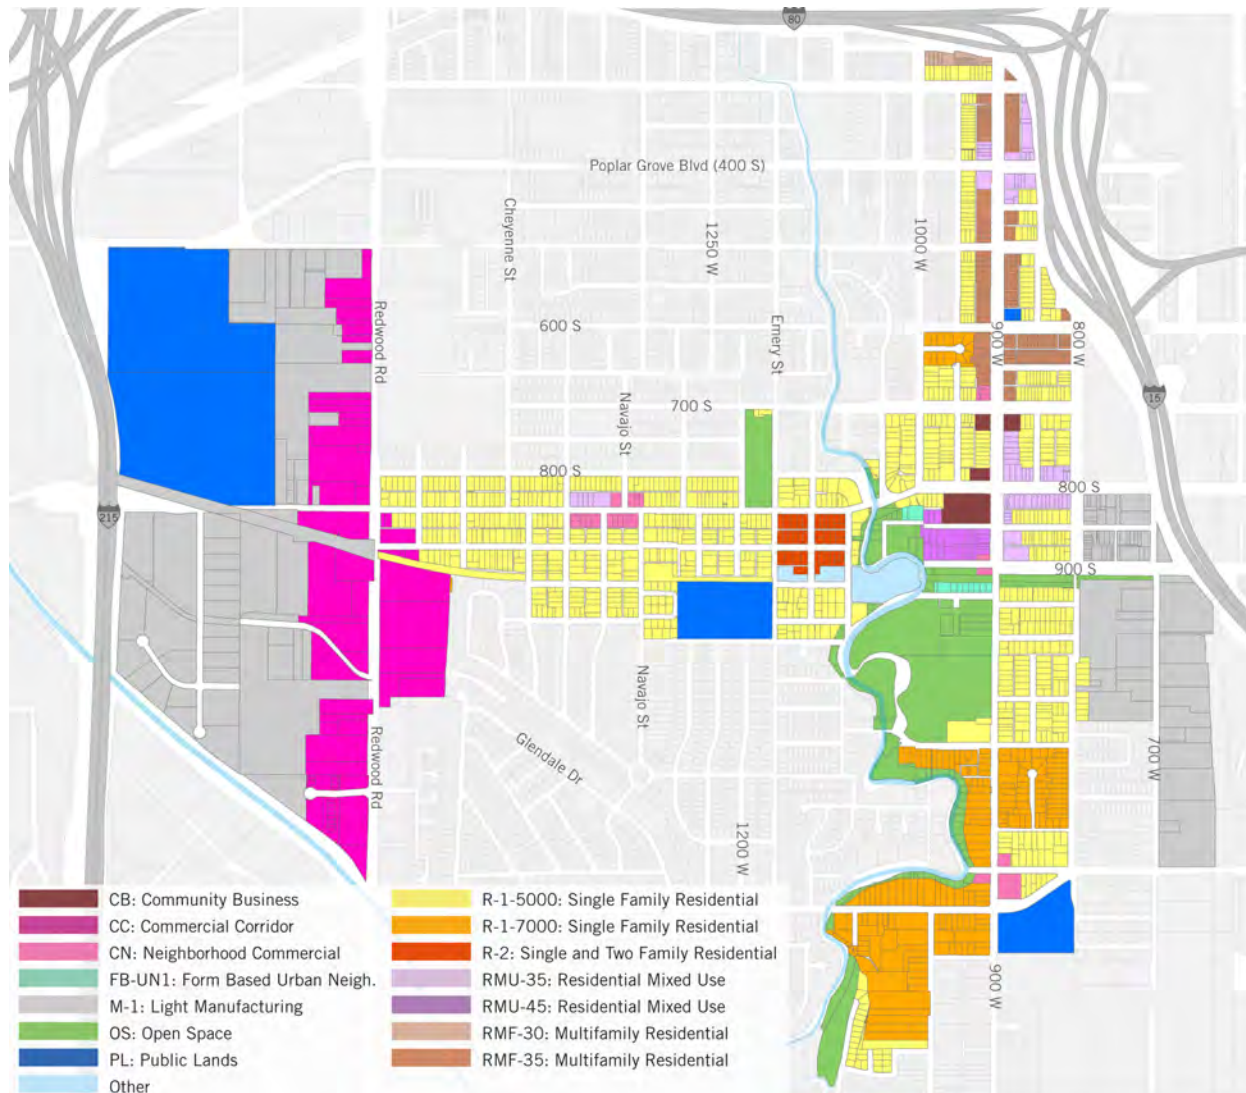 80
Poplar Grove Blvd (400 S)
Cheyenne St
1250 W
1000 W
Redwood Rd
600 S
Emery St
900 W
800 W
15
Navajo St
700 S
800 S
800 S
215
900 S
Navajo St
Glendale Dr
Redwood Rd
700 W
1200 W
900 W
CB: Community Business
CC: Commercial Corridor
CN: Neighborhood Commercial
FB-UN1: Form Based Urban Neigh.
M-1: Light Manufacturing
OS: Open Space
PL: Public Lands
Other
R-1-5000: Single Family Residential
R-1-7000: Single Family Residential
R-2: Single and Two Family Residential
RMU-35: Residential Mixed Use
RMU-45: Residential Mixed Use
RMF-30: Multifamily Residential
RMF-35: Multifamily Residential